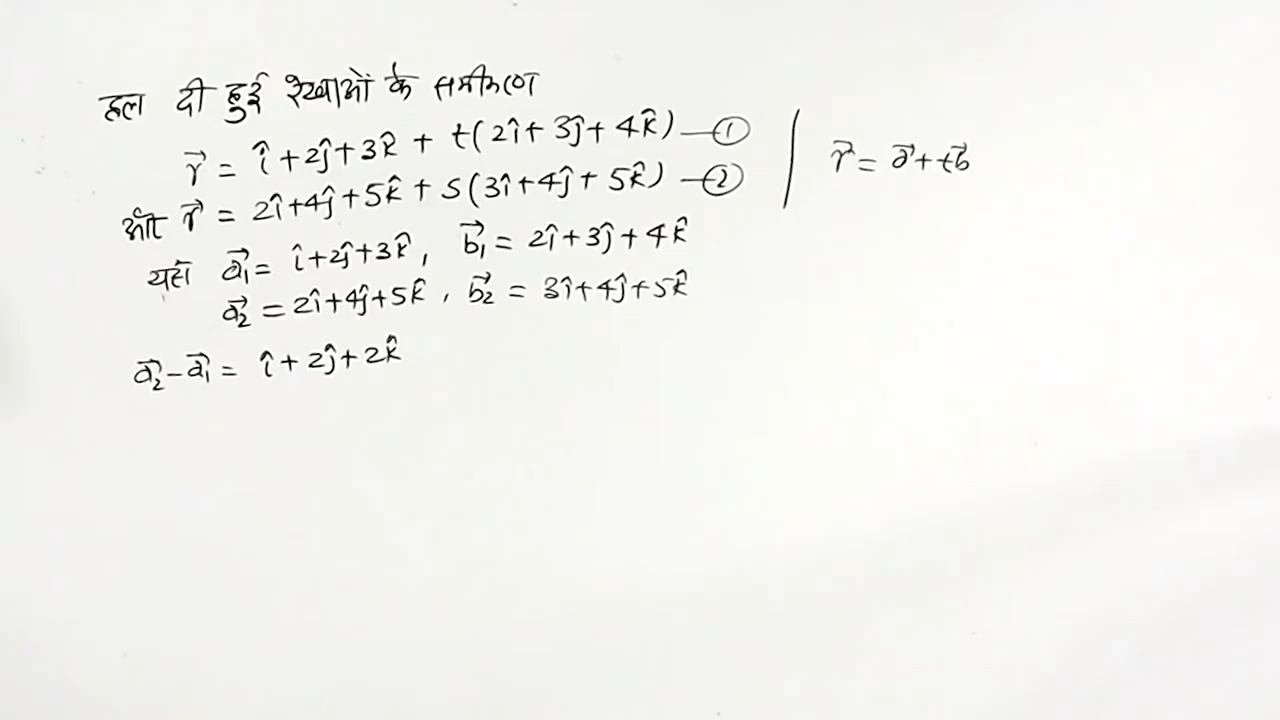 हल दी हुई रेखाओं के समीकरण
r⃗ = î + 2ĵ + 3k̂ + t(2î + 3ĵ + 4k̂) —①
और r⃗ = 2î + 4ĵ + 5k̂ + s(3î + 4ĵ + 5k̂) —②
r⃗ = a⃗ + tb⃗
यहाँ a⃗₁ = î + 2ĵ + 3k̂, b⃗₁ = 2î + 3ĵ + 4k̂
a⃗₂ = 2î + 4ĵ + 5k̂, b⃗₂ = 3î + 4ĵ + 5k̂
a⃗₂ – a⃗₁ = î + 2ĵ + 2k̂